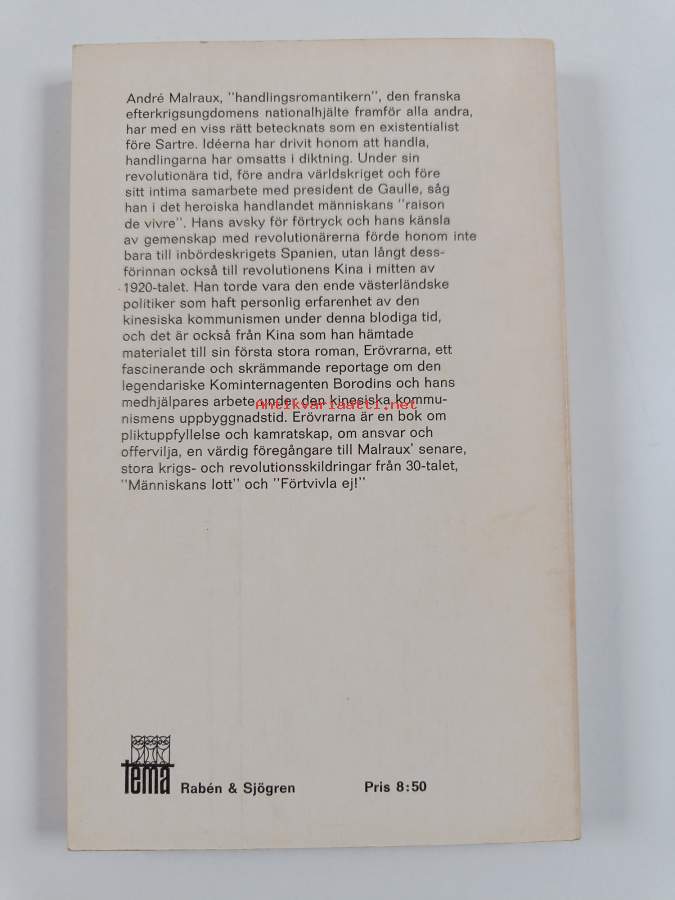 André Malraux, "handlingsromantikern", den franska
efterkrigsungdomens nationalhjälte framför alla andra,
har med en viss rätt betecknats som en existentialist
före Sartre. Idéerna har drivit honom att handla,
handlingarna har omsatts i diktning. Under sin
revolutionära tid, före andra världskriget och före
sitt intima samarbete med president de Gaulle, såg
han i det heroiska handlandet människans "raison
de vivre". Hans avsky för förtryck och hans känsla
av gemenskap med revolutionärerna förde honom inte
bara till inbördeskrigets Spanien, utan långt dess-
förinnan också till revolutionens Kina i mitten av
1920-talet. Han torde vara den ende västerländske
politiker som haft personlig erfarenhet av den
kinesiska kommunismen under denna blodiga tid,
och det är också från Kina som han hämtade
materialet till sin första stora roman, Erövrarna, ett
fascinerande och skrämmande reportage om den
legendariske Kominternagenten Borodins och hans
medhjälpares arbete under den kinesiska kommu-
Antikvariaatti.net
nismens uppbyggnadstid. Erövrarna är en bok om
pliktuppfyllelse och kamratskap, om ansvar och
offervilja, en värdig föregångare till Malraux' senare,
stora krigs- och revolutionsskildringar från 30-talet,
"Människans lott" och "Förtvivla ej!"
tema Rabén & Sjögren Pris 8:50